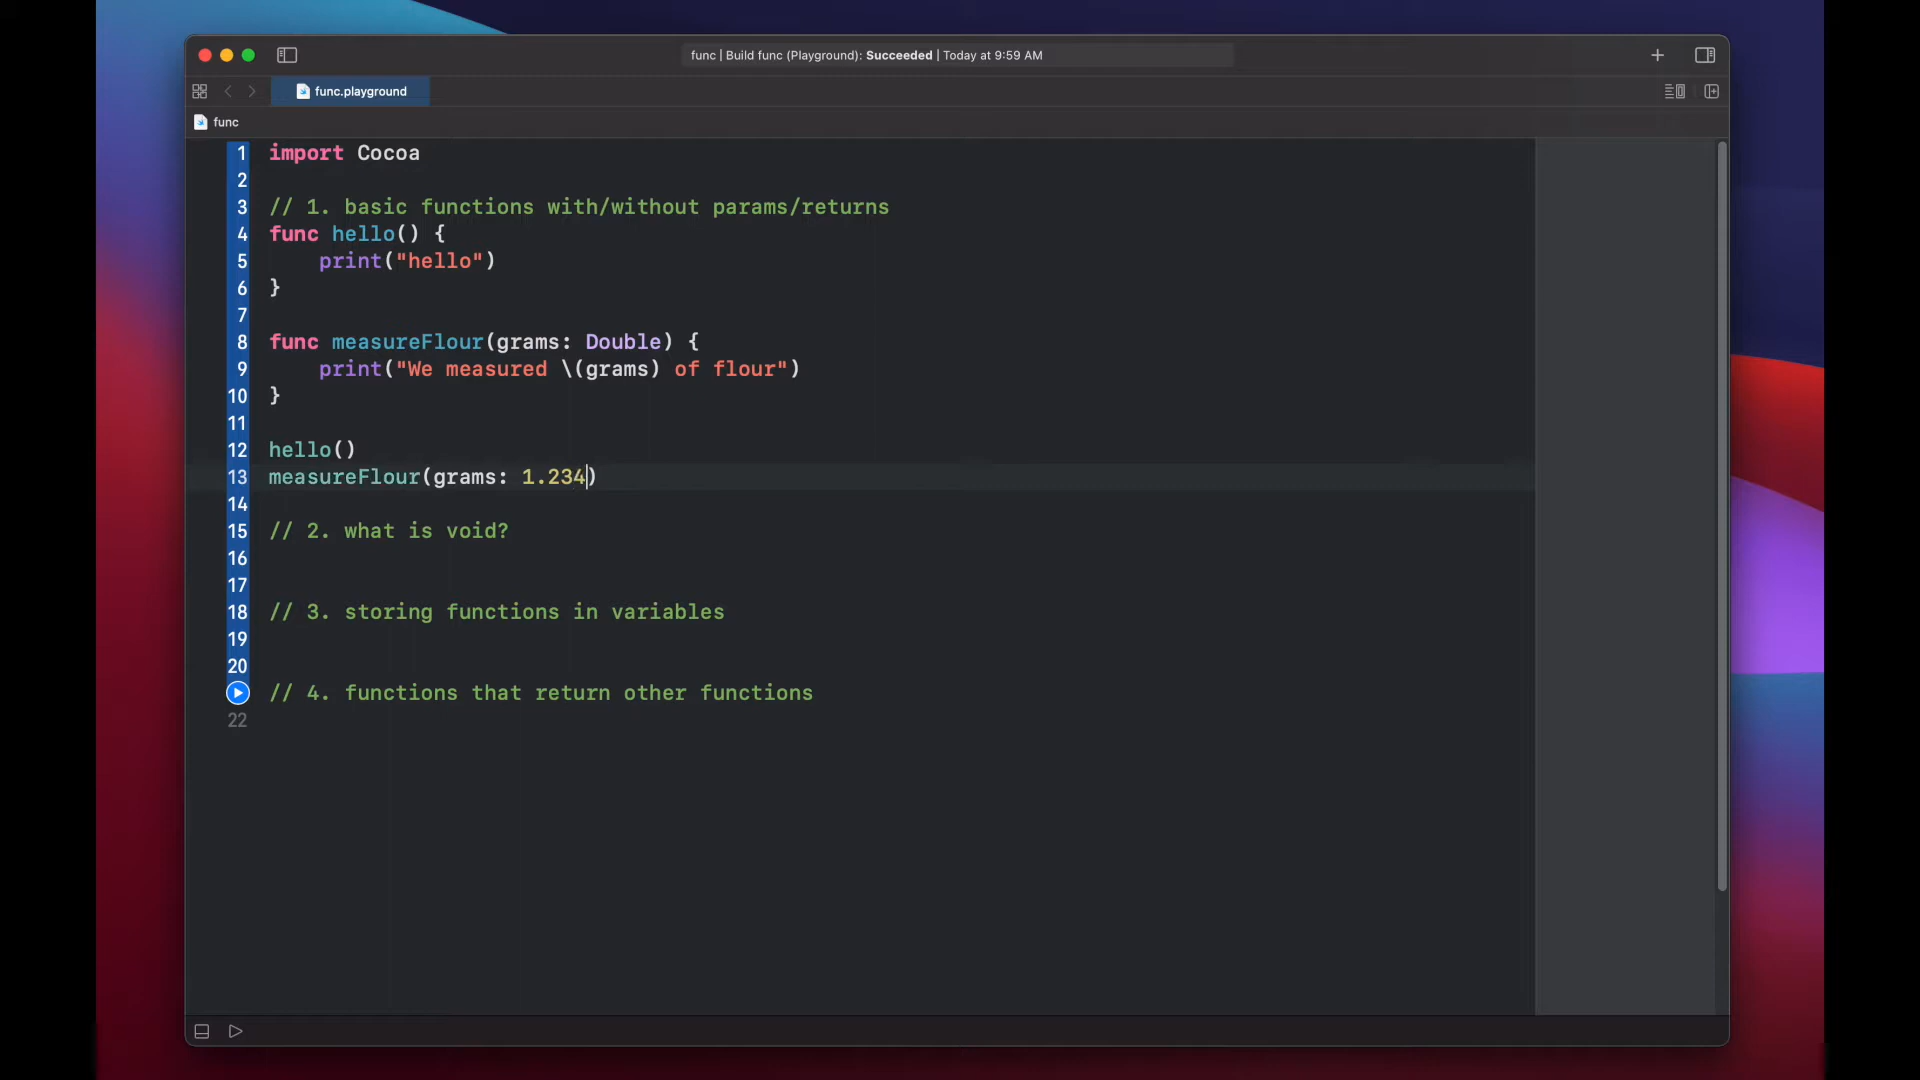 func | Build func (Playground): Succeeded | Today at 9:59 AM
func.playground
func
1 import Cocoa
2
3 // 1. basic functions with/without params/returns
4 func hello() {
5     print("hello")
6 }
7
8 func measureFlour(grams: Double) {
9     print("We measured \(grams) of flour")
10 }
11
12 hello()
13 measureFlour(grams: 1.234)
14
15 // 2. what is void?
16
17
18 // 3. storing functions in variables
19
20
// 4. functions that return other functions
22